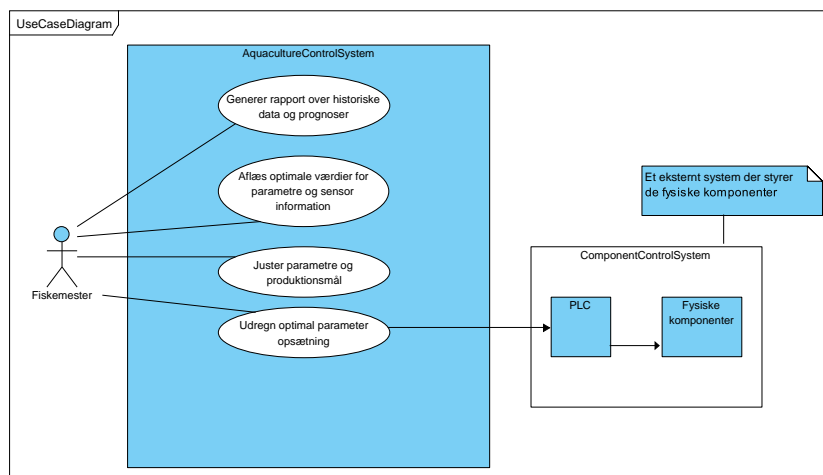 UseCaseDiagram
AquacultureControlSystem
Generer rapport over historiske
data og prognoser
Aflæs optimale værdier for
parametre og sensor
information
Et eksternt system der styrer
de fysiske komponenter
Fiskemester
Juster parametre og
produktionsmål
Udregn optimal parameter
opsætning
ComponentControlSystem
PLC
Fysiske
komponenter